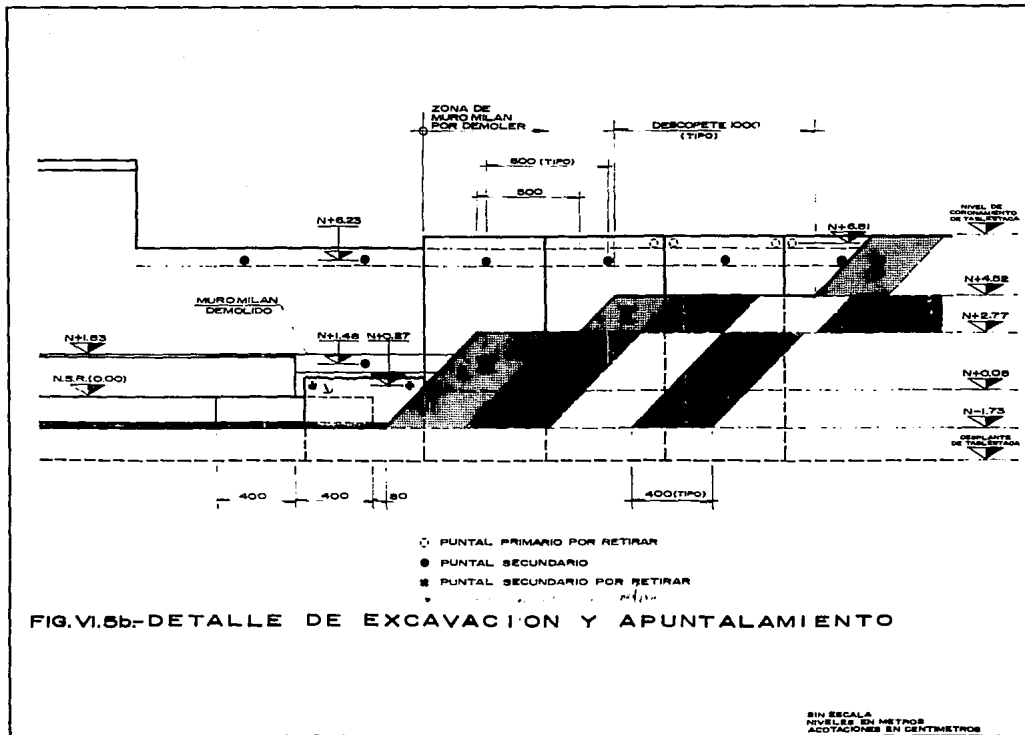 ZONA DE
MURO MILAN
POR DEMOLER
DESCOPETE 1000
(TIPO)
600 (TIPO)
500
NIVEL DE
CORONAMIENTO
DE TABLESTACA
N+6.23
N+6.81
N+4.52
MURO MILAN
DEMOLIDO
N+2.77
N+1.83
N+1.46
N+0.27
N.S.R.(0.00)
N+0.08
N-1.73
DESPLANTE
DE TABLESTACA
400
400
80
400(TIPO)
PUNTAL PRIMARIO POR RETIRAR
PUNTAL SECUNDARIO
PUNTAL SECUNDARIO POR RETIRAR
FIG.VI.5b.-DETALLE DE EXCAVACION Y APUNTALAMIENTO
SIN ESCALA
NIVELES EN METROS
ACOTACIONES EN CENTIMETROS